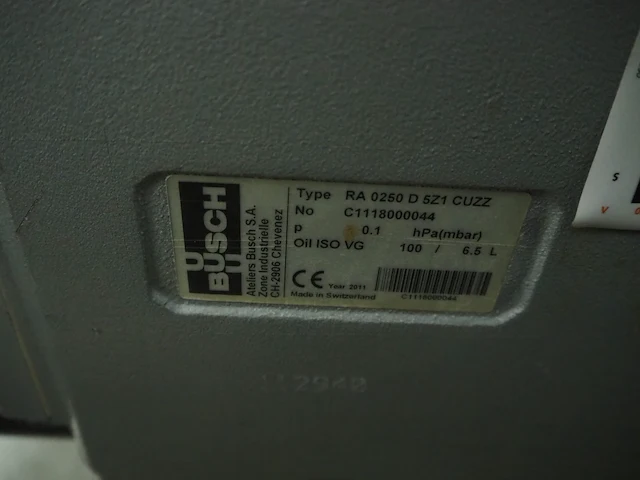 BUSCH
Ateliers Busch S.A.
Zone Industrielle
CH-2906 Chevenez
Type RA 0250 D 5Z1 CUZZ
No C1118000044
p 0.1 hPa(mbar)
Oil ISO VG 100 / 6.5 L
CE Year 2011
Made in Switzerland
C1118000044
S
V